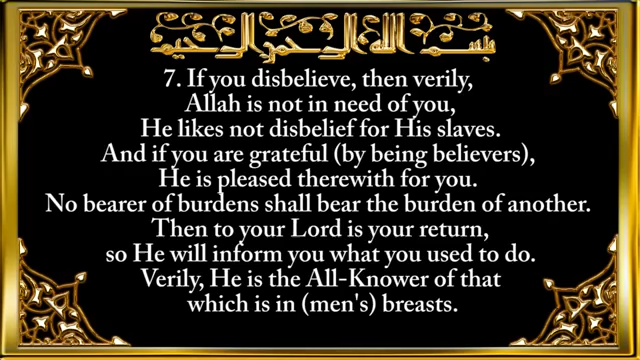 بسم الله الرحمن الرحيم
7. If you disbelieve, then verily,
Allah is not in need of you,
He likes not disbelief for His slaves.
And if you are grateful (by being believers),
He is pleased therewith for you.
No bearer of burdens shall bear the burden of another.
Then to your Lord is your return,
so He will inform you what you used to do.
Verily, He is the All-Knower of that
which is in (men's) breasts.